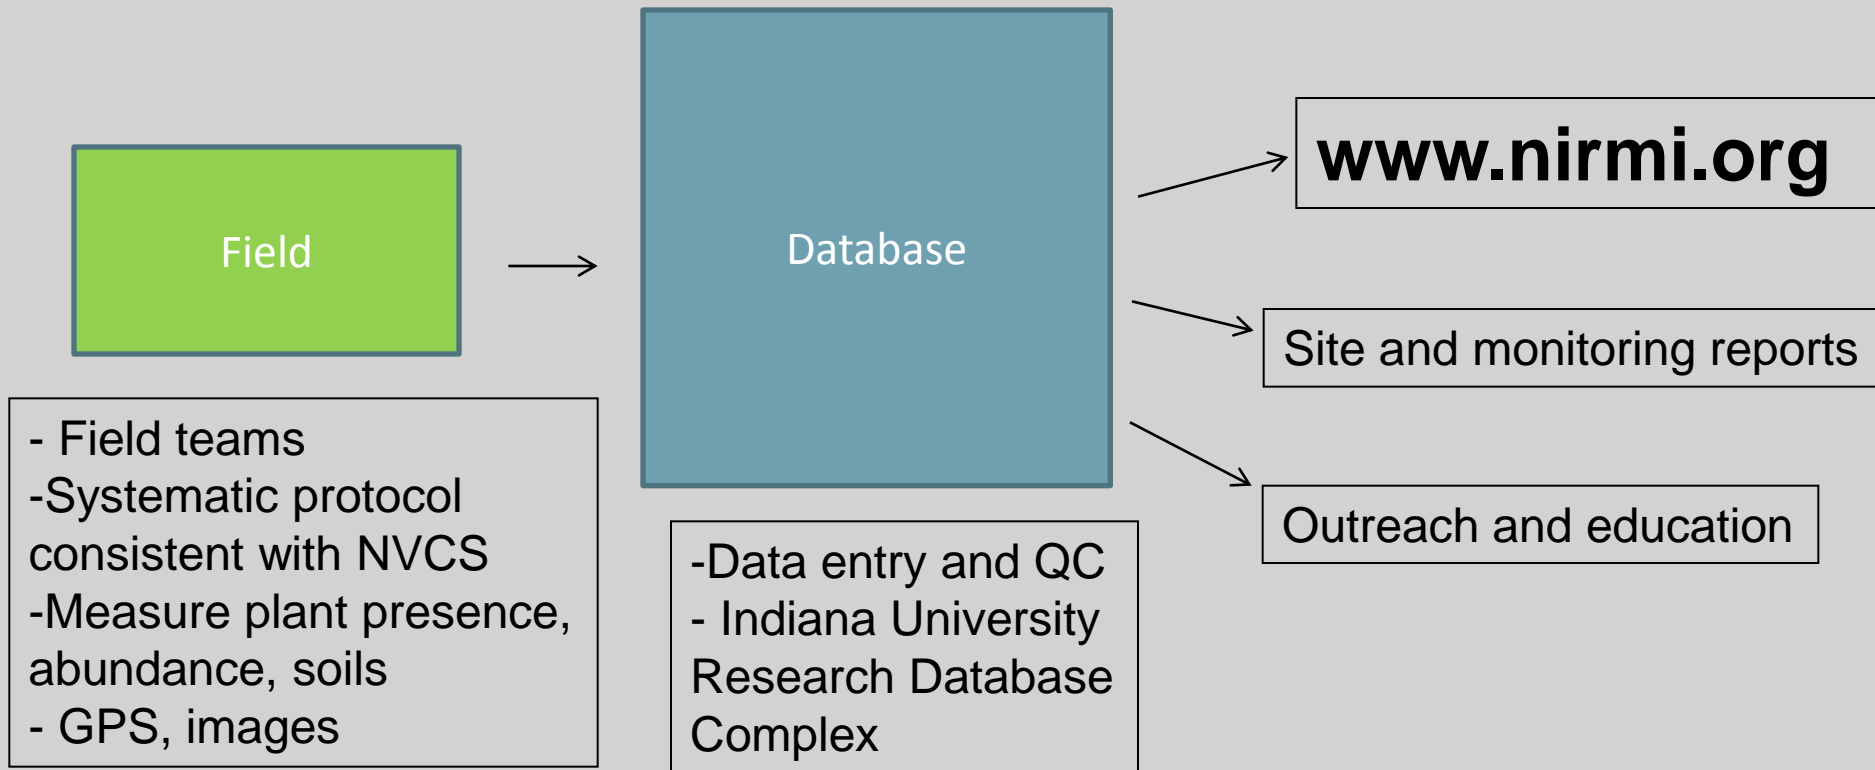 Field
- Field teams
-Systematic protocol
consistent with NVCS
-Measure plant presence,
abundance, soils
- GPS, images
Database
-Data entry and QC
- Indiana University
Research Database
Complex
www.nirmi.org
Site and monitoring reports
Outreach and education